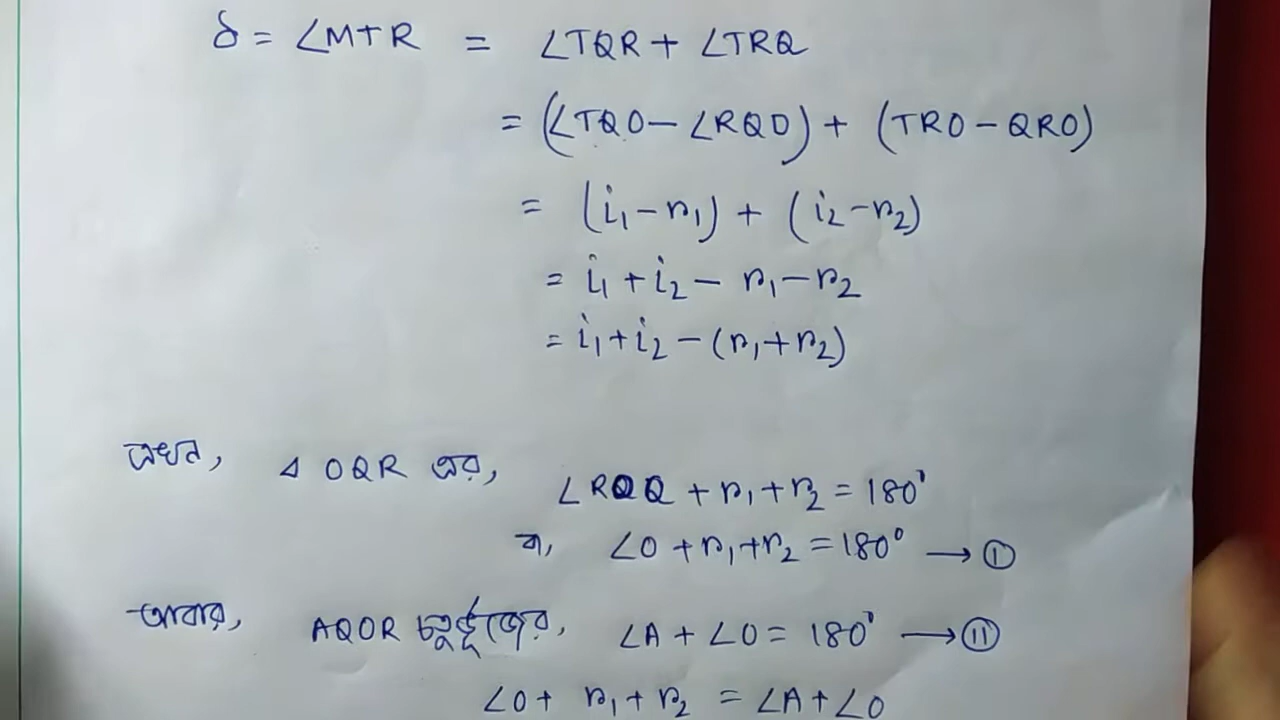 δ = ∠MTR = ∠TQR + ∠TRQ
= (∠TQO - ∠RQO) + (TRO - QRO)
= (i₁ - r₁) + (i₂ - r₂)
= i₁ + i₂ - r₁ - r₂
= i₁ + i₂ - (r₁ + r₂)
এখন, Δ OQR এর, ∠ROQ + r₁ + r₂ = 180°
বা, ∠O + r₁ + r₂ = 180° → (I)
আবার, AQOR চতুর্ভূজের, ∠A + ∠O = 180° → (II)
∠O + r₁ + r₂ = ∠A + ∠O